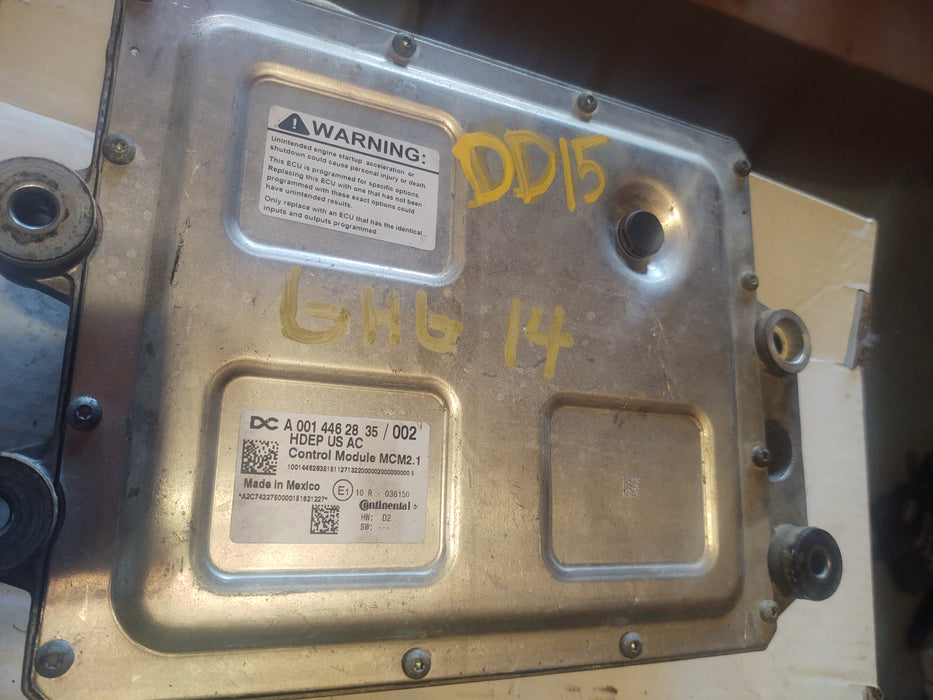 WARNING:
Unintended engine startup, acceleration, or
shutdown could cause personal injury or death.
This ECU is programmed for specific options.
Replacing this ECU with one that has not been
programmed with these exact options could
have unintended results.
Only replace with an ECU that has the identical
inputs and outputs programmed
DD15
GHG 14
DC A 001 446 28 35 / 002
HDEP US AC
Control Module MCM2.1
Made in Mexico
E1 10 R - 036150
*A2C7422750000151621227*
Continental
HW: D2
SW: ---